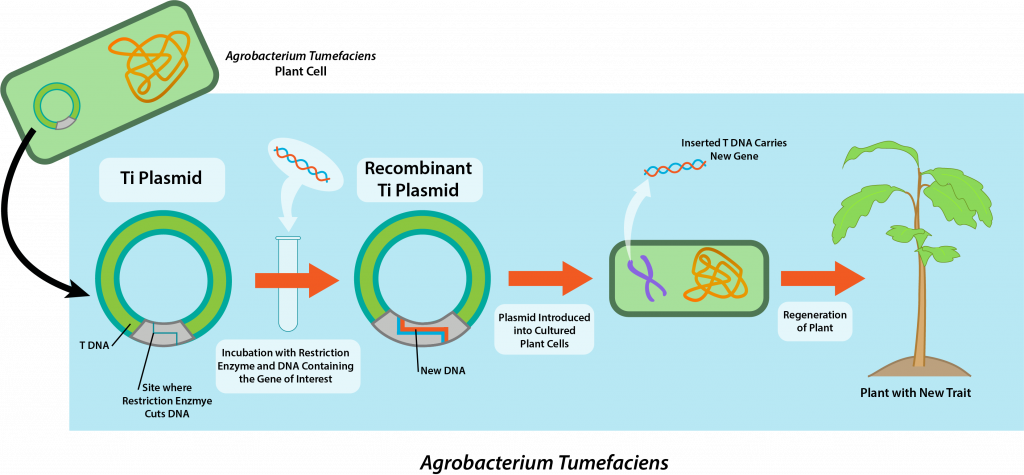 Agrobacterium Tumefaciens
Plant Cell
Ti Plasmid
T DNA
Site where
Restriction Enzmye
Cuts DNA
Incubation with Restriction
Enzyme and DNA Containing
the Gene of Interest
Recombinant
Ti Plasmid
New DNA
Plasmid Introduced
into Cultured
Plant Cells
Inserted T DNA Carries
New Gene
Regeneration
of Plant
Plant with New Trait
Agrobacterium Tumefaciens